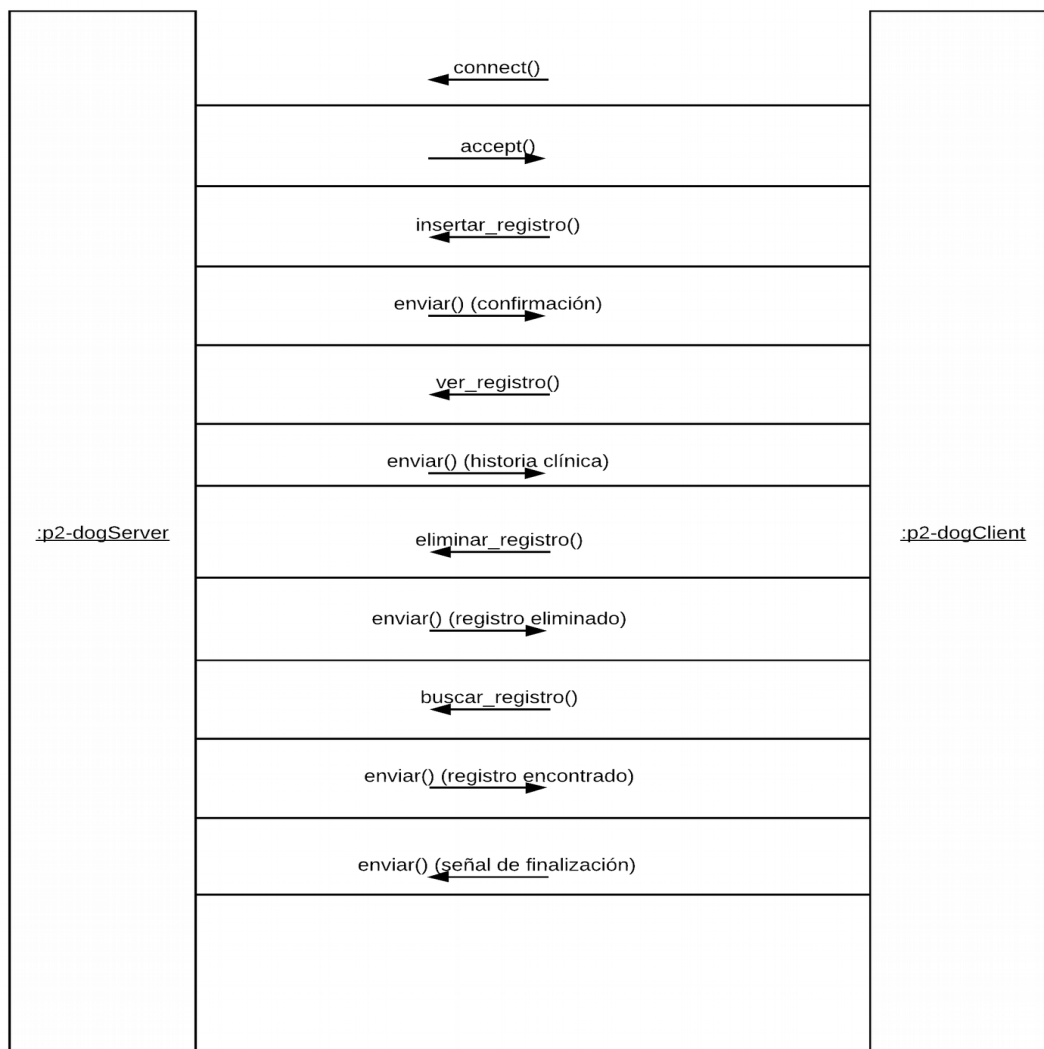 connect()
accept()
insertar_registro()
enviar() (confirmación)
ver_registro()
enviar() (historia clínica)
:p2-dogServer
:p2-dogClient
eliminar_registro()
enviar() (registro eliminado)
buscar_registro()
enviar() (registro encontrado)
enviar() (señal de finalización)